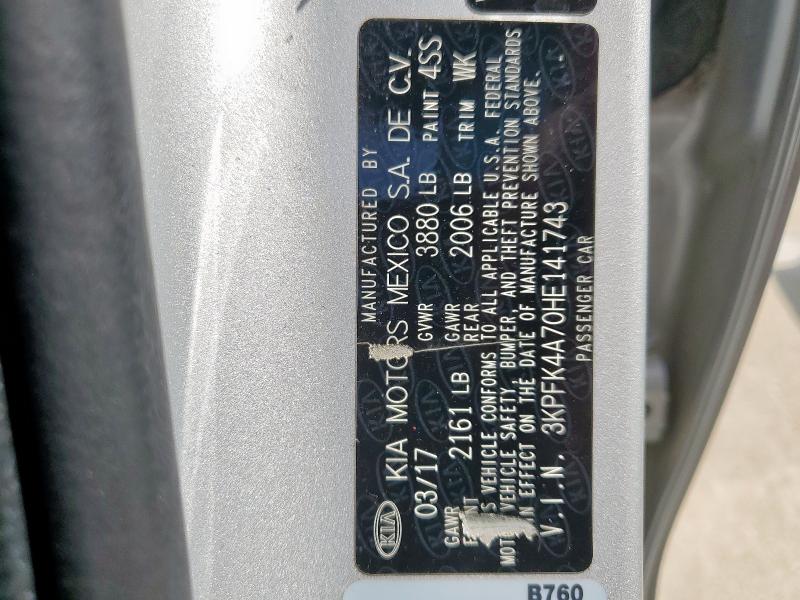 MANUFACTURED BY
KIA KIA MOTORS MEXICO S.A. DE C.V.
03/17 GVWR 3880 LB PAINT 4SS
GAWR 2161 LB GAWR REAR 2006 LB TRIM WK
VEHICLE CONFORMS TO ALL APPLICABLE U.S.A. FEDERAL
VEHICLE SAFETY, BUMPER, AND THEFT PREVENTION STANDARDS
IN EFFECT ON THE DATE OF MANUFACTURE SHOWN ABOVE.
V.I.N. 3KPFK4A70HE141743
PASSENGER CAR
B760